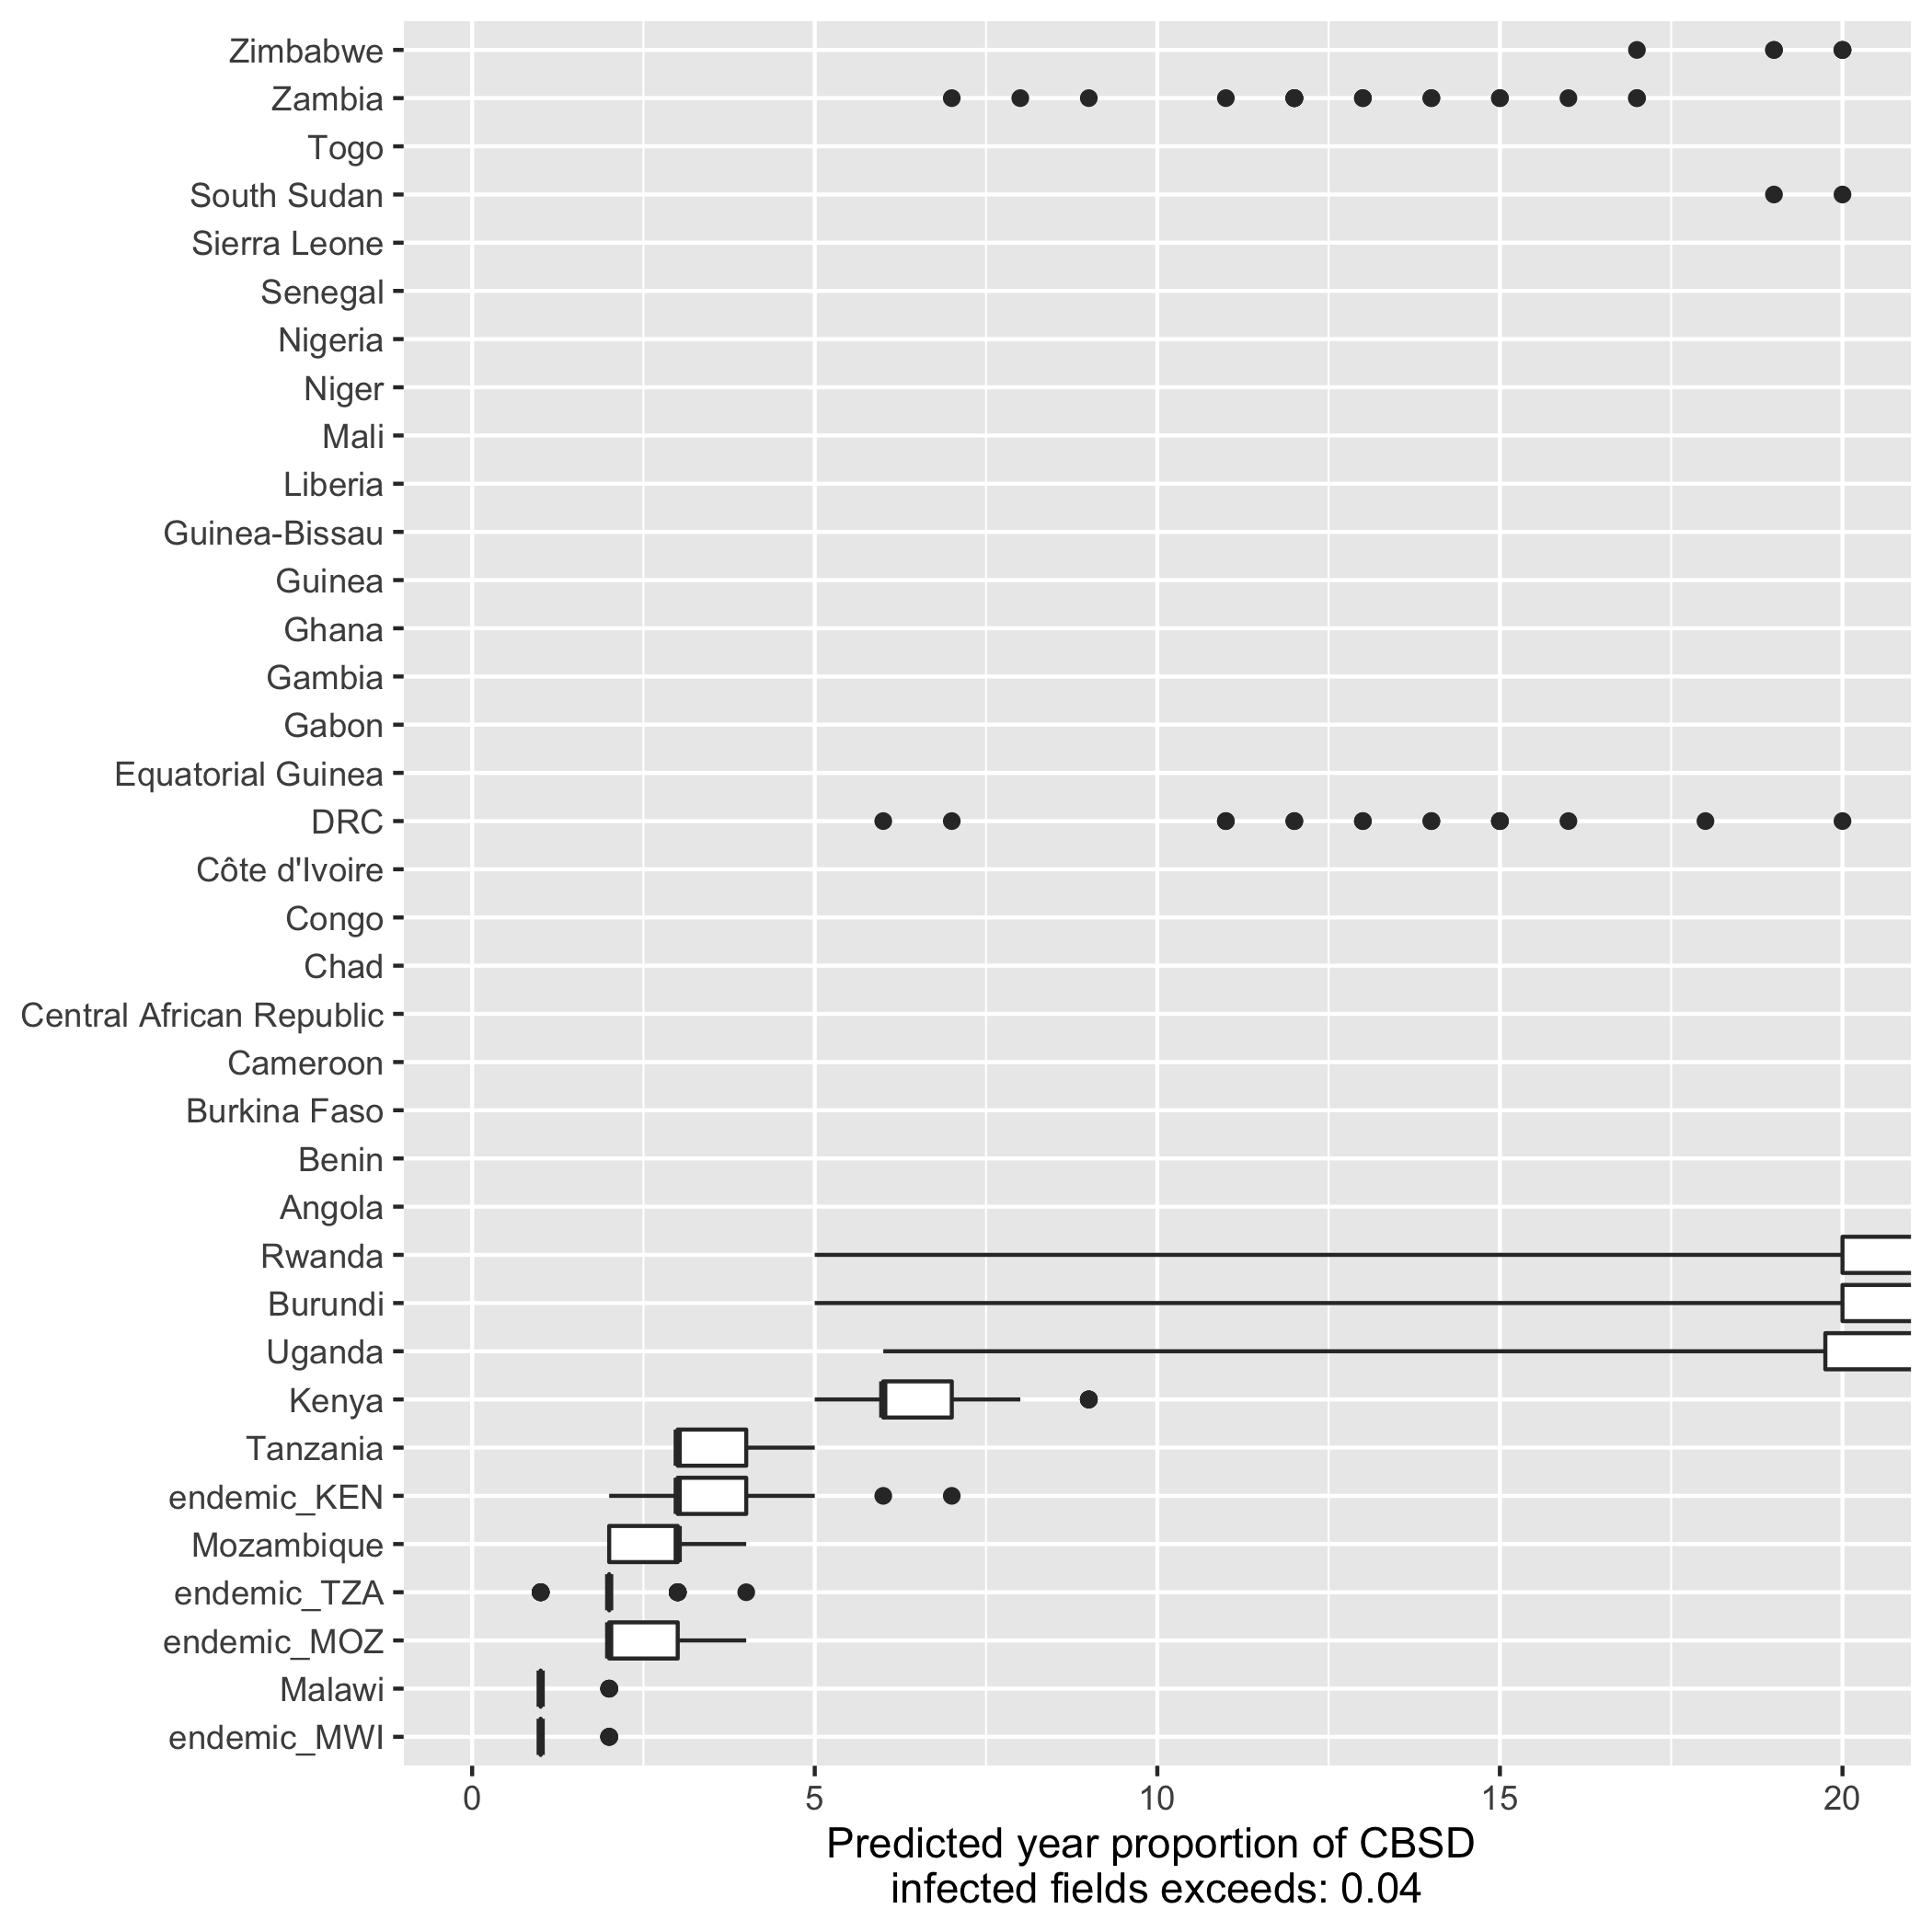 Zimbabwe
Zambia
Togo
South Sudan
Sierra Leone
Senegal
Nigeria
Niger
Mali
Liberia
Guinea-Bissau
Guinea
Ghana
Gambia
Gabon
Equatorial Guinea
DRC
Côte d'Ivoire
Congo
Chad
Central African Republic
Cameroon
Burkina Faso
Benin
Angola
Rwanda
Burundi
Uganda
Kenya
Tanzania
endemic_KEN
Mozambique
endemic_TZA
endemic_MOZ
Malawi
endemic_MWI
0 5 10 15 20
Predicted year proportion of CBSD
infected fields exceeds: 0.04